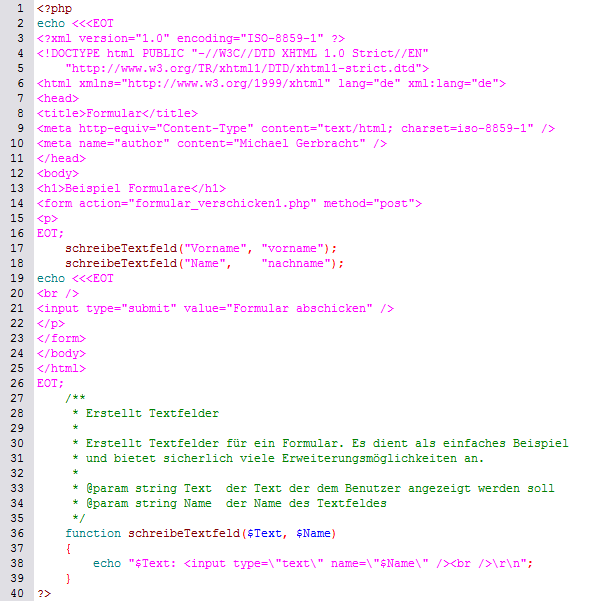 1 <?php
2 echo <<<EOT
3 <?xml version="1.0" encoding="ISO-8859-1" ?>
4 <!DOCTYPE html PUBLIC "-//W3C//DTD XHTML 1.0 Strict//EN"
5     "http://www.w3.org/TR/xhtml1/DTD/xhtml1-strict.dtd">
6 <html xmlns="http://www.w3.org/1999/xhtml" lang="de" xml:lang="de">
7 <head>
8 <title>Formular</title>
9 <meta http-equiv="Content-Type" content="text/html; charset=iso-8859-1" />
10 <meta name="author" content="Michael Gerbracht" />
11 </head>
12 <body>
13 <h1>Beispiel Formulare</h1>
14 <form action="formular_verschicken1.php" method="post">
15 <p>
16 EOT;
17     schreibeTextfeld("Vorname", "vorname");
18     schreibeTextfeld("Name",    "nachname");
19 echo <<<EOT
20 <br />
21 <input type="submit" value="Formular abschicken" />
22 </p>
23 </form>
24 </body>
25 </html>
26 EOT;
27     /**
28      * Erstellt Textfelder
29      *
30      * Erstellt Textfelder für ein Formular. Es dient als einfaches Beispiel
31      * und bietet sicherlich viele Erweiterungsmöglichkeiten an.
32      *
33      * @param string Text  der Text der dem Benutzer angezeigt werden soll
34      * @param string Name  der Name des Textfeldes
35      */
36     function schreibeTextfeld($Text, $Name)
37     {
38         echo "$Text: <input type=\"text\" name=\"$Name\" /><br />\r\n";
39     }
40 ?>